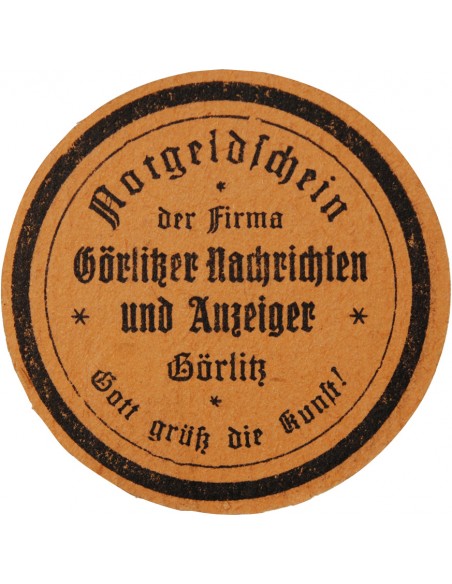 Notgeldschein
*
der Firma
Görlitzer Nachrichten
* und Anzeiger *
Görlitz
*
Gott grüß die Kunst!